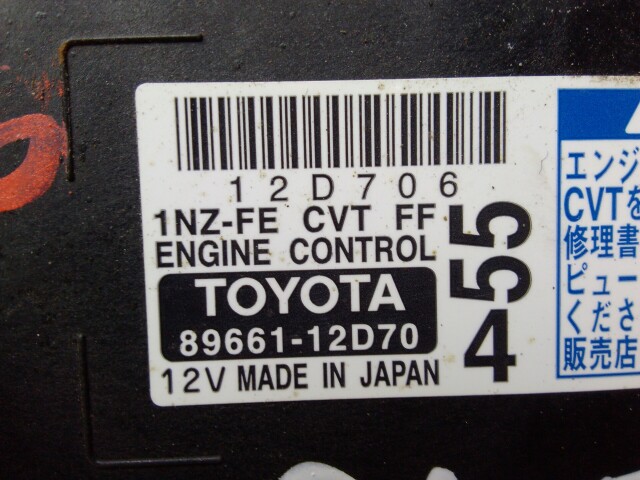 12D706
1NZ-FE CVT FF
ENGINE CONTROL
TOYOTA
89661-12D70
12V MADE IN JAPAN
455
エンジ
CVTを
修理書
ピュー
くださ
販売店